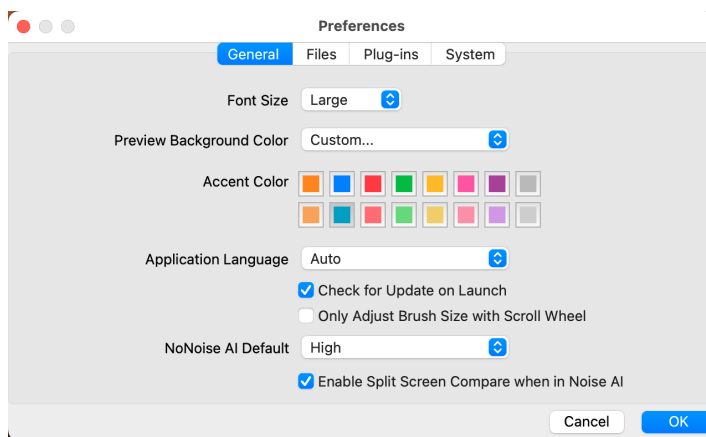 Preferences
General Files Plug-ins System
Font Size Large
Preview Background Color Custom...
Accent Color
Application Language Auto
Check for Update on Launch
Only Adjust Brush Size with Scroll Wheel
NoNoise AI Default High
Enable Split Screen Compare when in Noise AI
Cancel OK